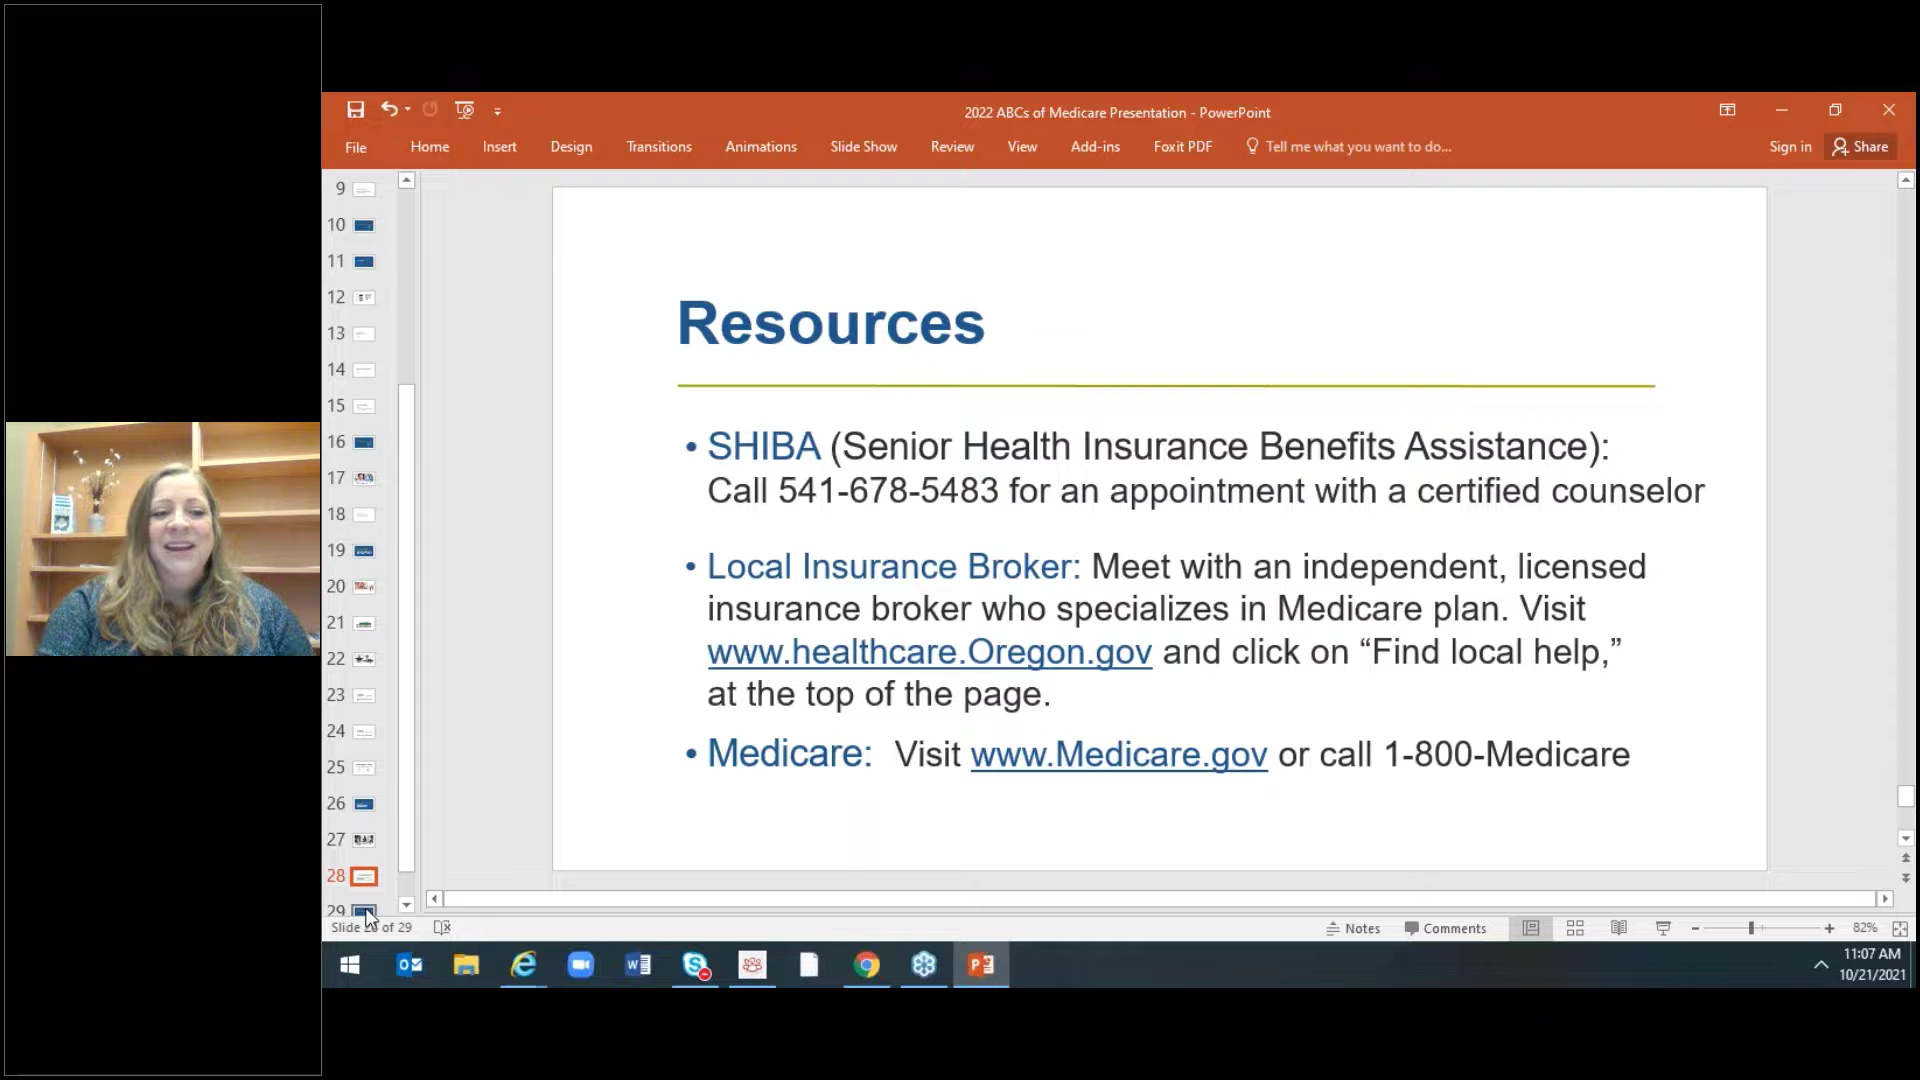 2022 ABCs of Medicare Presentation - PowerPoint
File Home Insert Design Transitions Animations Slide Show Review View Add-ins Foxit PDF Tell me what you want to do... Sign in Share
9
10
11
12
13
14
15
16
17
18
19
20
21
22
23
24
25
26
27
28
29
Resources
• SHIBA (Senior Health Insurance Benefits Assistance):
Call 541-678-5483 for an appointment with a certified counselor
• Local Insurance Broker: Meet with an independent, licensed
insurance broker who specializes in Medicare plan. Visit
www.healthcare.Oregon.gov and click on “Find local help,”
at the top of the page.
• Medicare: Visit www.Medicare.gov or call 1-800-Medicare
Slide of 29 Notes Comments 82%
11:07 AM
10/21/2021